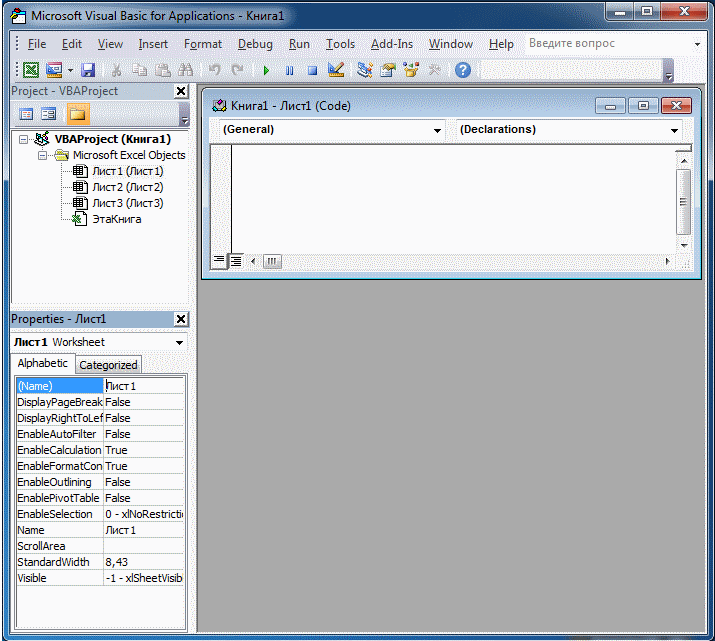 Microsoft Visual Basic for Applications - Книга1
File Edit View Insert Format Debug Run Tools Add-Ins Window Help Введите вопрос
Project - VBAProject
VBAProject (Книга1)
Microsoft Excel Objects
Лист1 (Лист1)
Лист2 (Лист2)
Лист3 (Лист3)
ЭтаКнига
Книга1 - Лист1 (Code)
(General) (Declarations)
Properties - Лист1
Лист1 Worksheet
Alphabetic Categorized
(Name) Лист1
DisplayPageBreak False
DisplayRightToLef False
EnableAutoFilter False
EnableCalculation True
EnableFormatCon True
EnableOutlining False
EnablePivotTable False
EnableSelection 0 - xlNoRestricti
Name Лист1
ScrollArea
StandardWidth 8,43
Visible -1 - xlSheetVisib